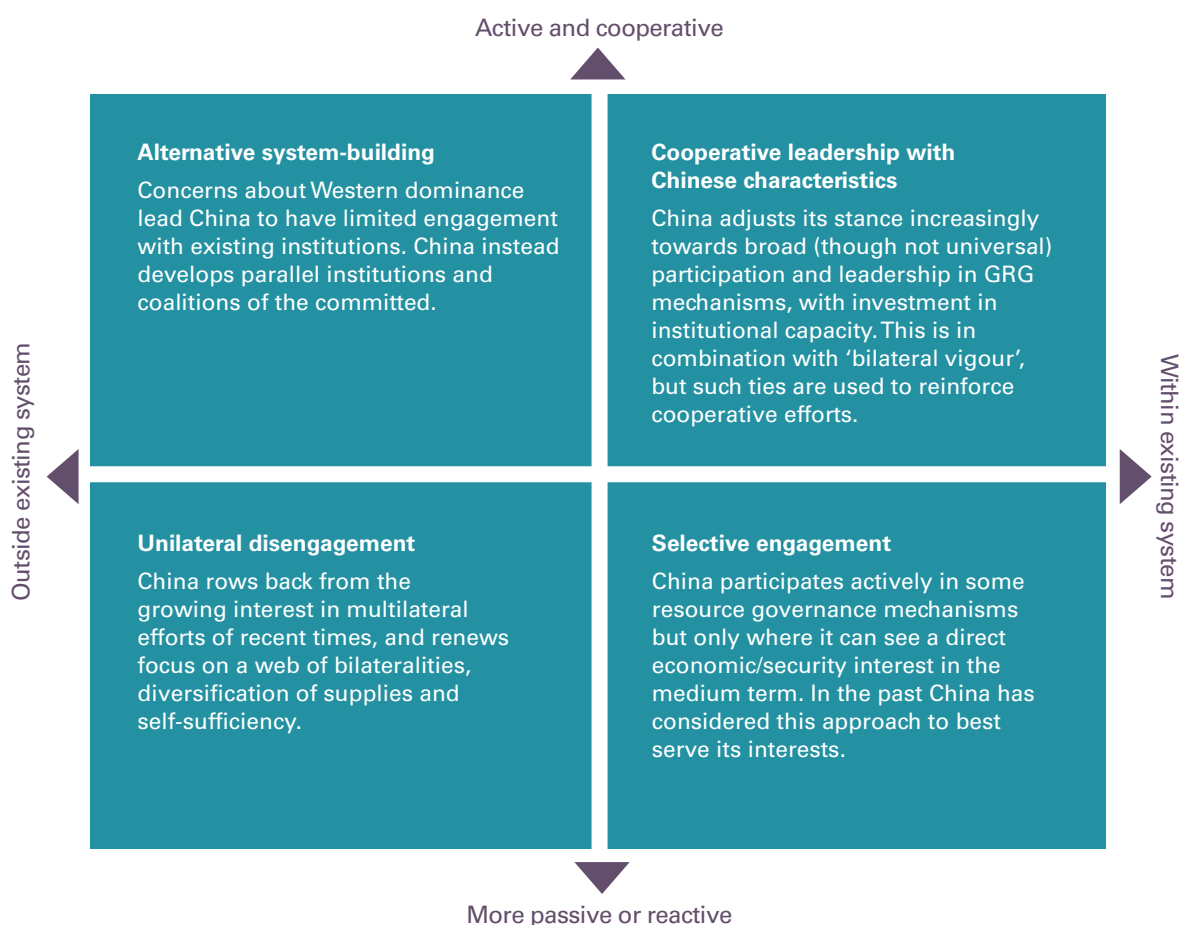 Active and cooperative
Alternative system-building
Concerns about Western dominance
lead China to have limited engagement
with existing institutions. China instead
develops parallel institutions and
coalitions of the committed.
Cooperative leadership with
Chinese characteristics
China adjusts its stance increasingly
towards broad (though not universal)
participation and leadership in GRG
mechanisms, with investment in
institutional capacity. This is in
combination with ‘bilateral vigour’,
but such ties are used to reinforce
cooperative efforts.
Outside existing system
Within existing system
Unilateral disengagement
China rows back from the
growing interest in multilateral
efforts of recent times, and renews
focus on a web of bilateralities,
diversification of supplies and
self-sufficiency.
Selective engagement
China participates actively in some
resource governance mechanisms
but only where it can see a direct
economic/security interest in the
medium term. In the past China has
considered this approach to best
serve its interests.
More passive or reactive